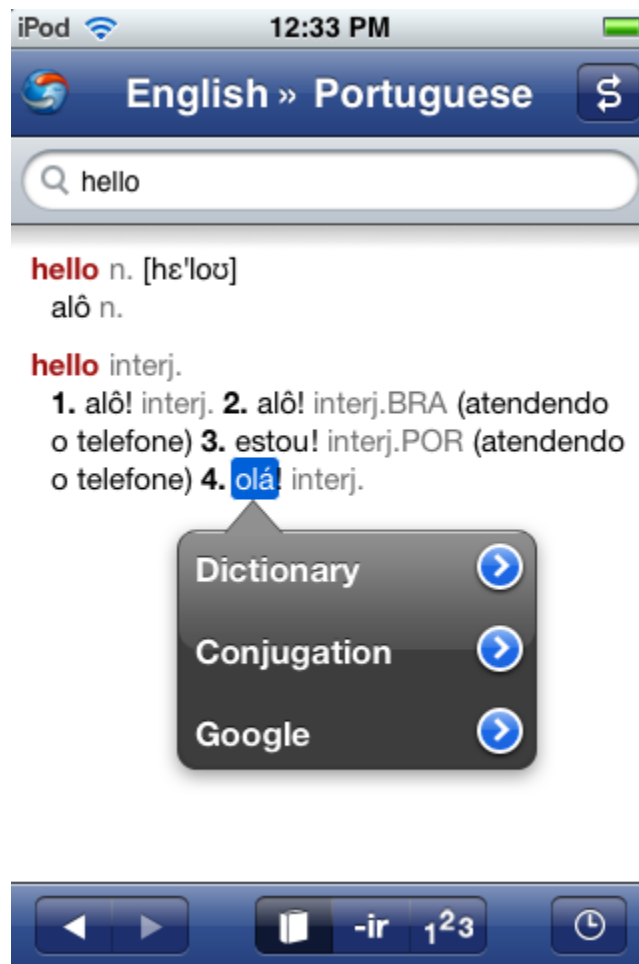 iPod 12:33 PM
English » Portuguese
hello
hello n. [hɛ'loʊ]
alô n.
hello interj.
1. alô! interj. 2. alô! interj.BRA (atendendo
o telefone) 3. estou! interj.POR (atendendo
o telefone) 4. olá! interj.
Dictionary
Conjugation
Google
-ir 1²3